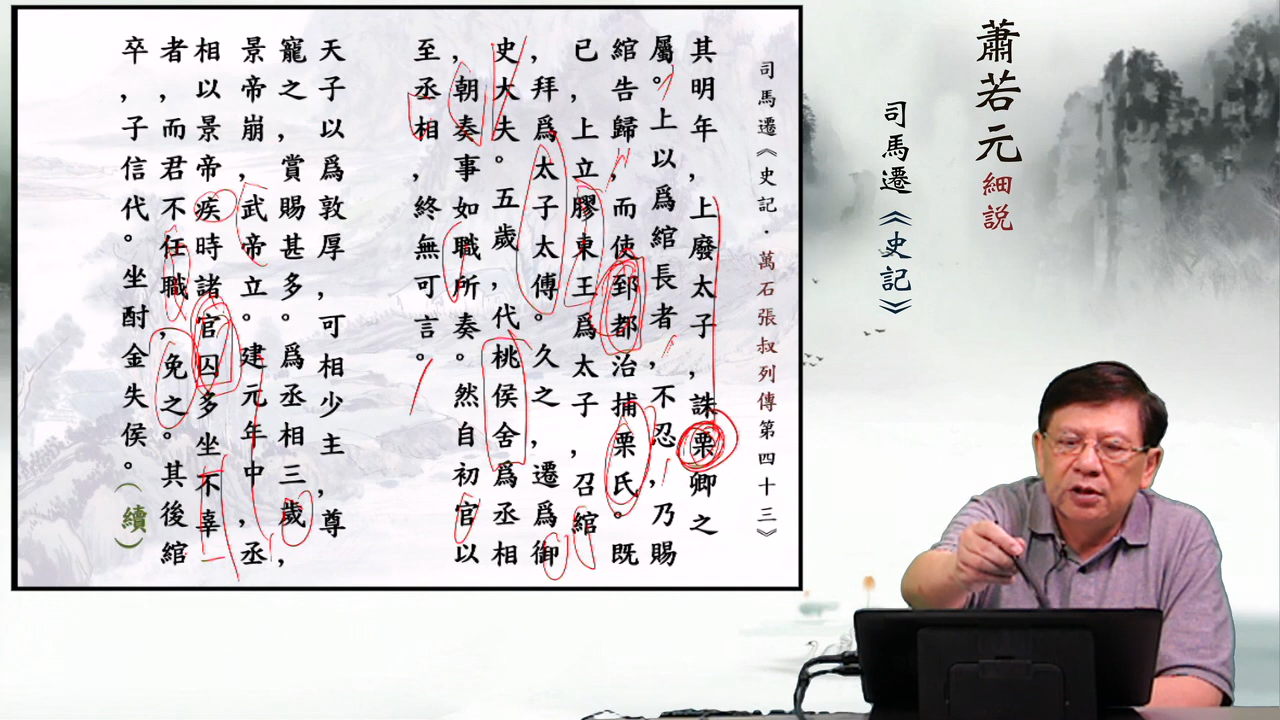 蕭若元
細説
司馬遷
《史記》
司馬遷《史記·萬石張叔列傳第四十三》
其明年,上廢太子,誅栗卿之
屬。上以爲綰長者,不忍,乃賜
綰告歸,而使郅都治捕栗氏。既
已,上立膠東王爲太子,召綰
,拜爲太子太傅。久之,遷爲御
史大夫。五歲,代桃侯舍爲丞相
,朝奏事如職所奏。然自初官以
至丞相,終無可言。
天子以爲敦厚,可相少主,尊
寵之,賞賜甚多。爲丞相三歲,
景帝崩,武帝立。建元年中,丞
相以景帝疾時諸官囚多坐不辜
者,而君不任職,免之。其後綰
卒,子信代。坐酎金失侯。(續)